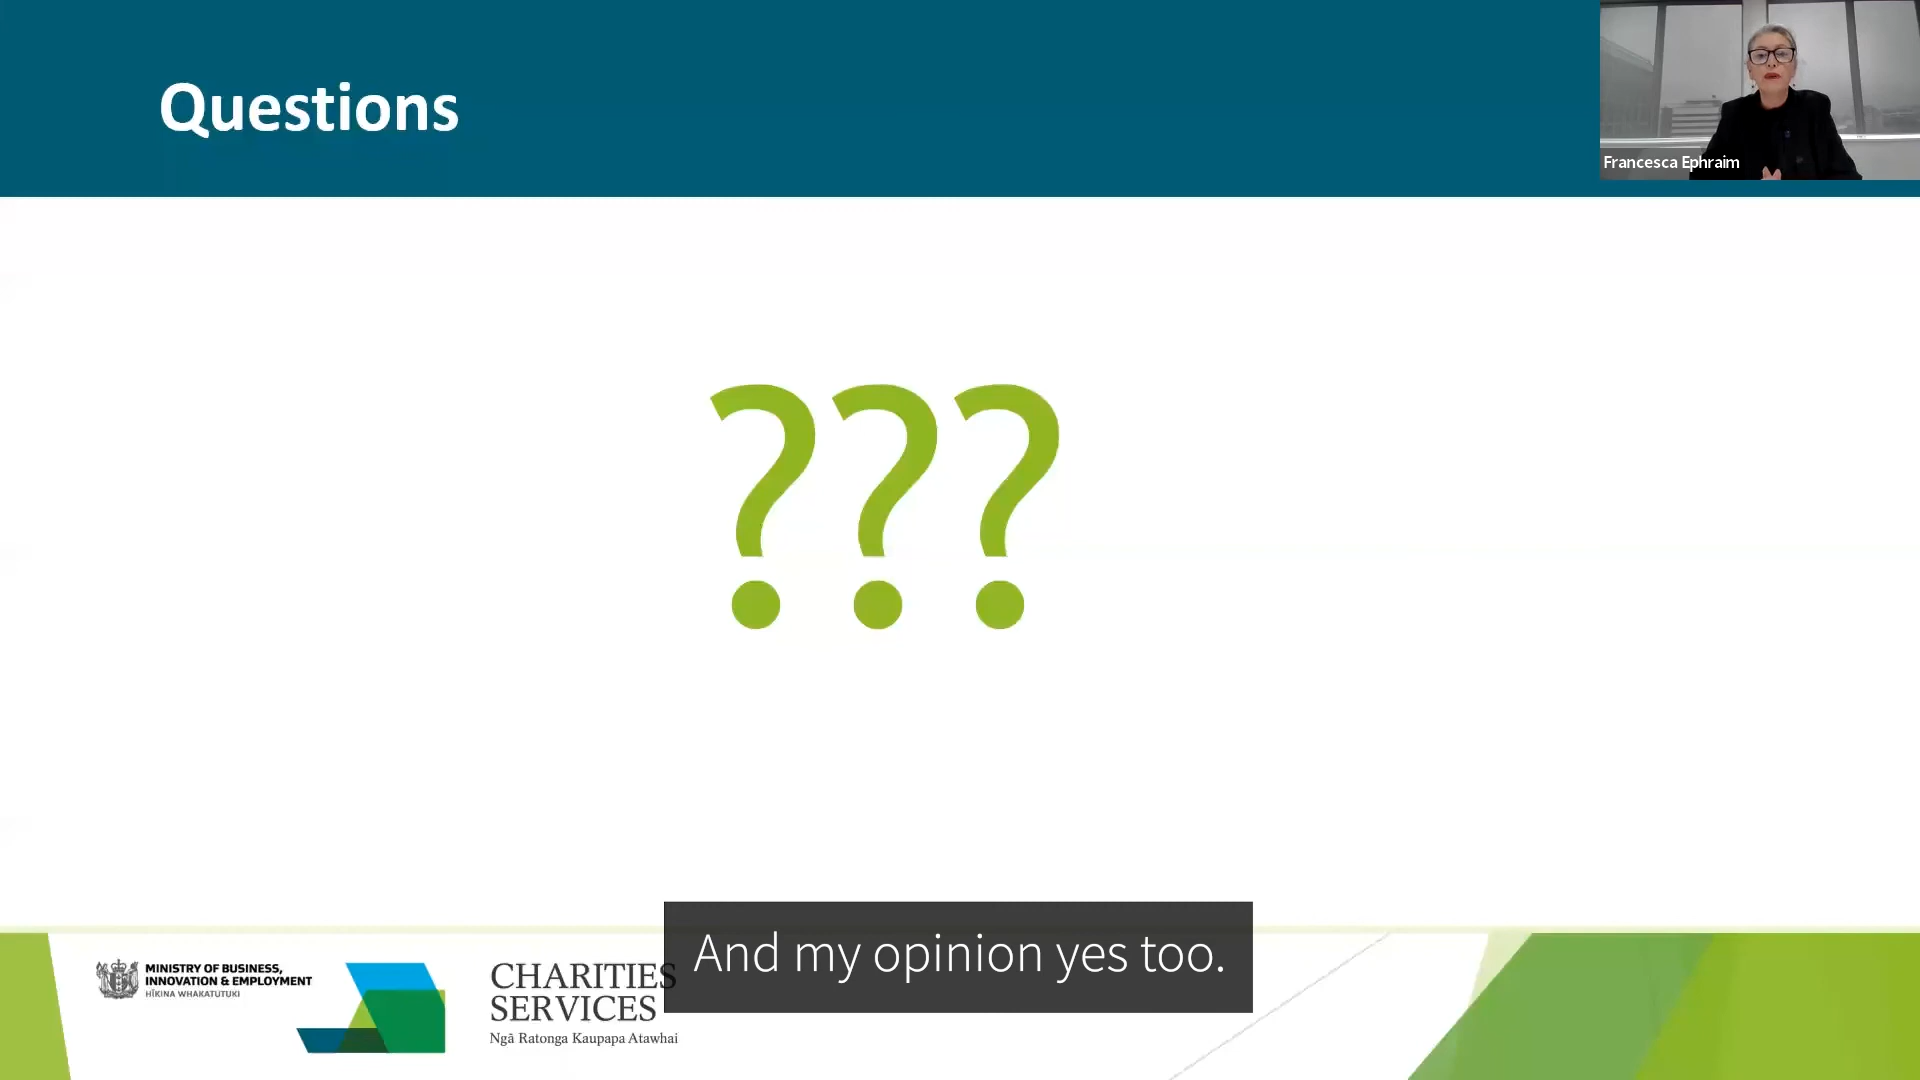 Questions
Francesca Ephraim
???
And my opinion yes too.
MINISTRY OF BUSINESS,
INNOVATION & EMPLOYMENT
HĪKINA WHAKATUTUKI
CHARITIES
SERVICES
Ngā Ratonga Kaupapa Atawhai